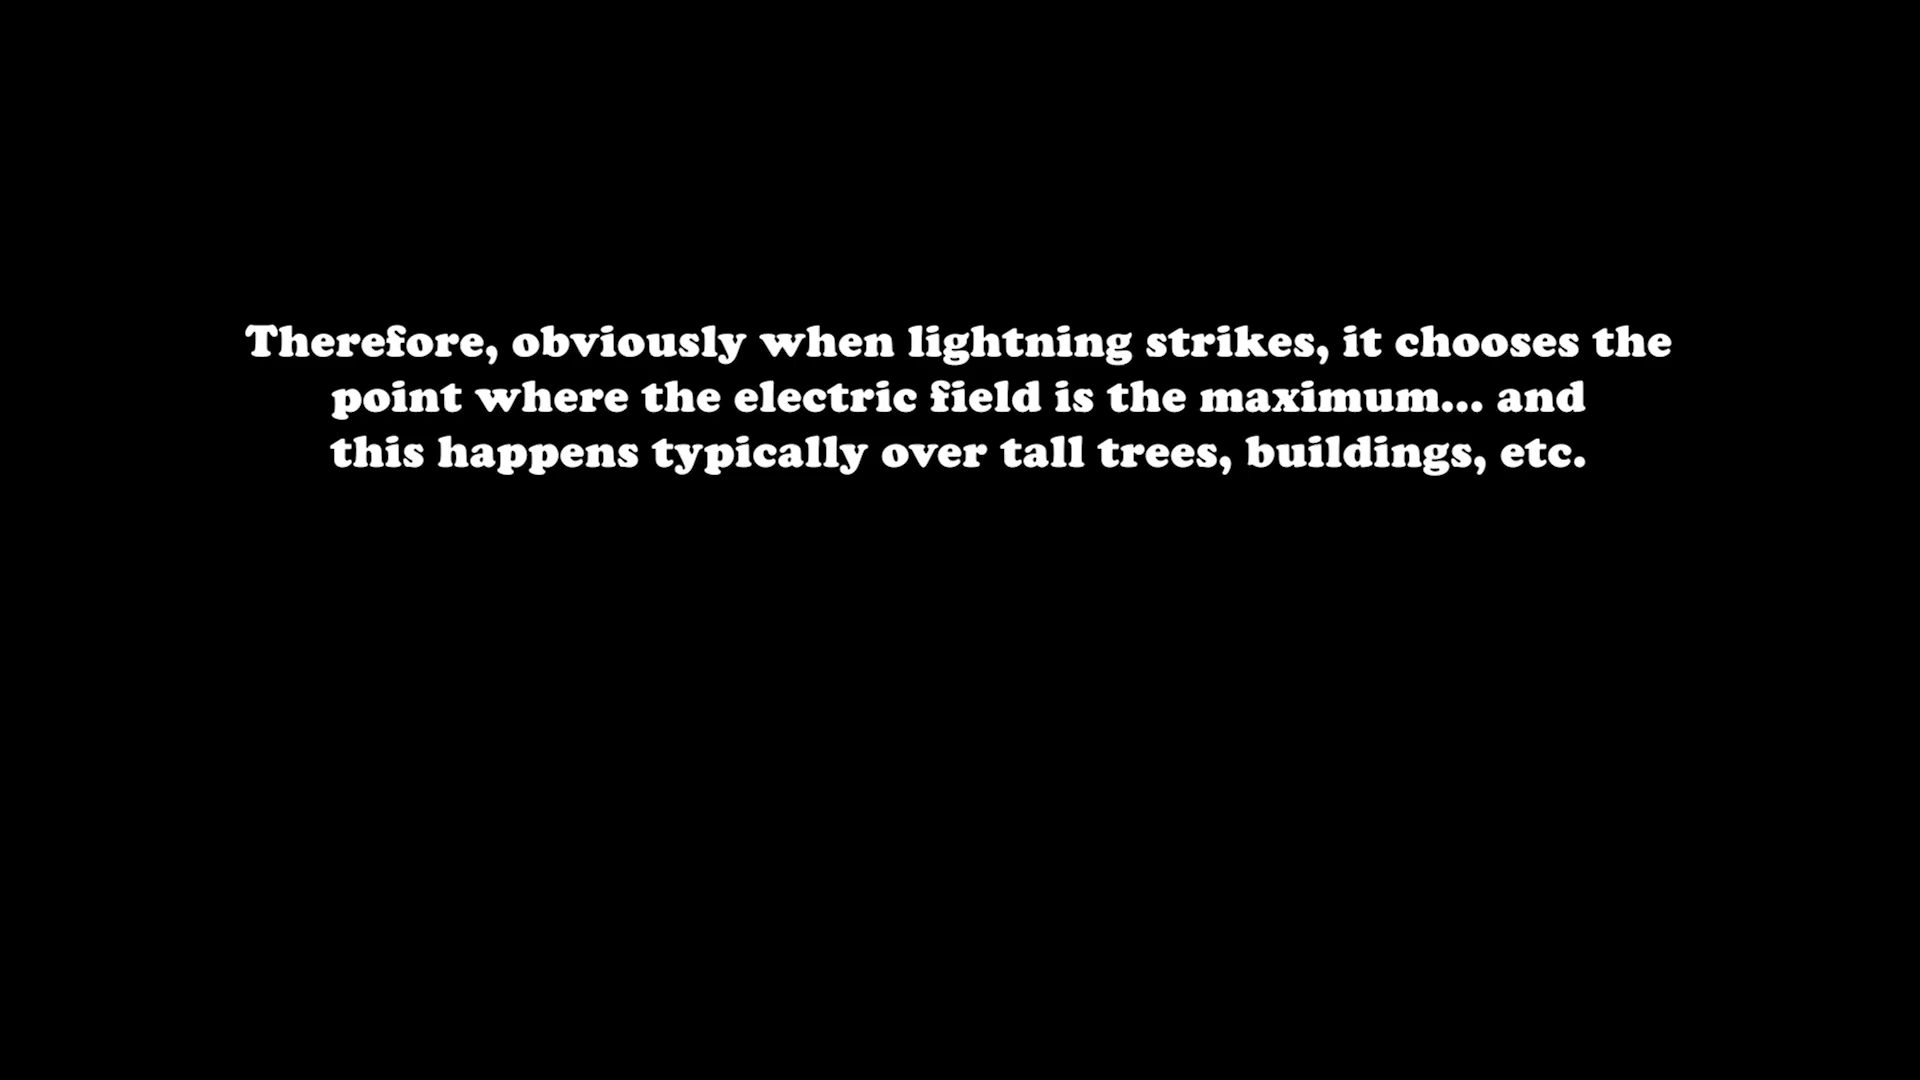 Therefore, obviously when lightning strikes, it chooses the
point where the electric field is the maximum... and
this happens typically over tall trees, buildings, etc.